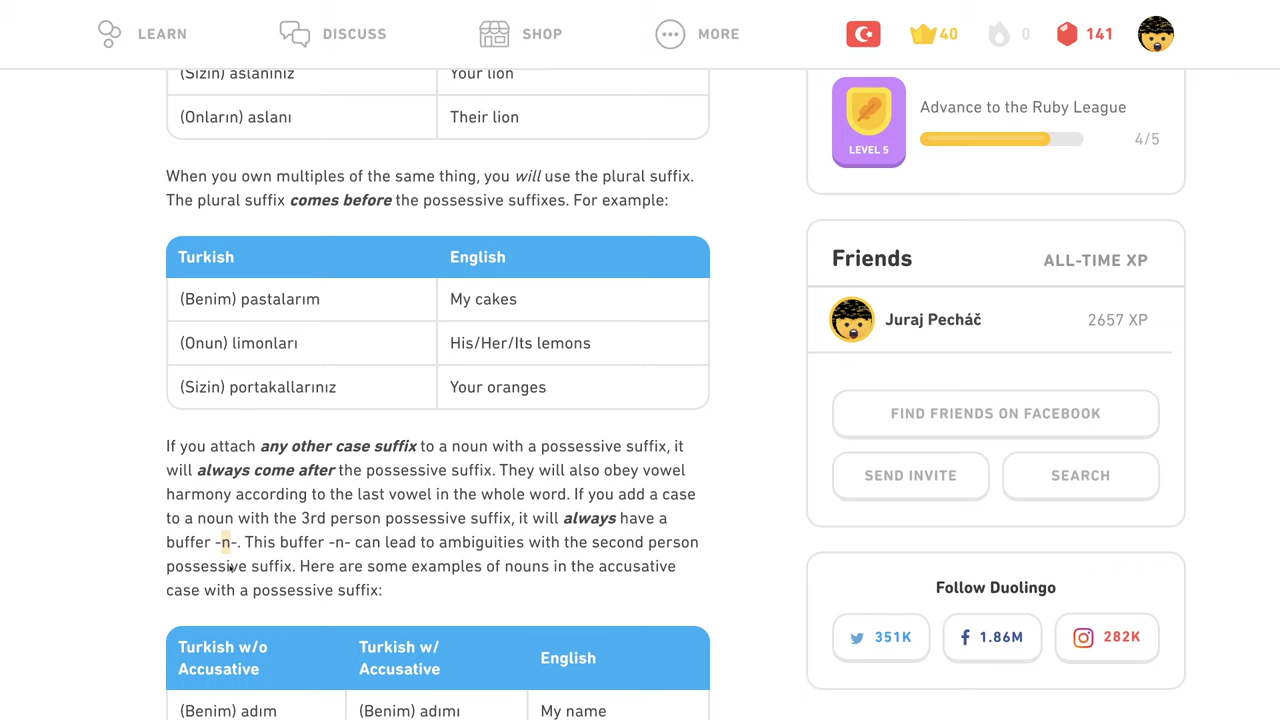 LEARN
DISCUSS
SHOP
MORE
40
0
141
(Sizin) aslanınız
Your lion
(Onların) aslanı
Their lion
When you own multiples of the same thing, you will use the plural suffix.
The plural suffix comes before the possessive suffixes. For example:
Turkish
English
(Benim) pastalarım
My cakes
(Onun) limonları
His/Her/Its lemons
(Sizin) portakallarınız
Your oranges
If you attach any other case suffix to a noun with a possessive suffix, it
will always come after the possessive suffix. They will also obey vowel
harmony according to the last vowel in the whole word. If you add a case
to a noun with the 3rd person possessive suffix, it will always have a
buffer -n-. This buffer -n- can lead to ambiguities with the second person
possessive suffix. Here are some examples of nouns in the accusative
case with a possessive suffix:
Turkish w/o
Accusative
Turkish w/
Accusative
English
(Benim) adım
(Benim) adımı
My name
LEVEL 5
Advance to the Ruby League
4/5
Friends
ALL-TIME XP
Juraj Pecháč
2657 XP
FIND FRIENDS ON FACEBOOK
SEND INVITE
SEARCH
Follow Duolingo
351K
1.86M
282K